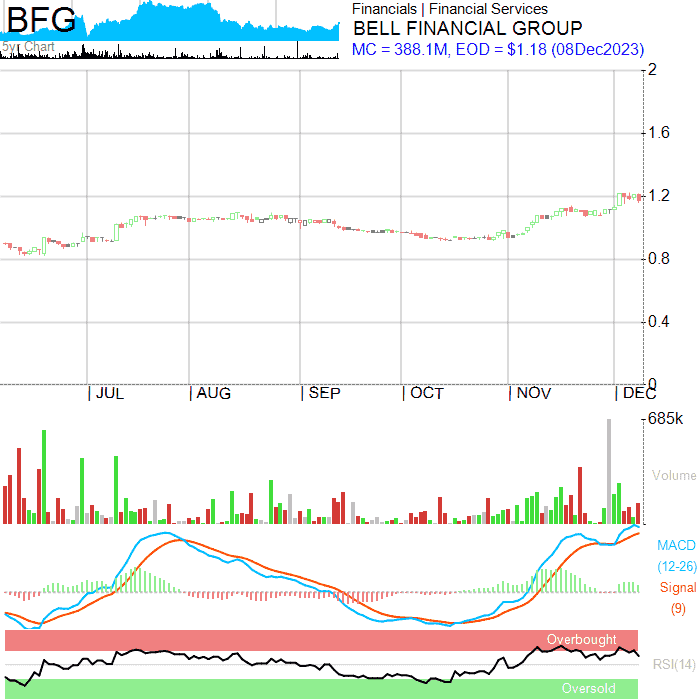 BFG
5yr Chart
Financials | Financial Services
BELL FINANCIAL GROUP
MC = 388.1M, EOD = $1.18 (08Dec2023)
2
1.6
1.2
0.8
0.4
0
JUL AUG SEP OCT NOV DEC
685k
Volume
MACD
(12-26)
Signal
(9)
Overbought
RSI(14)
Oversold